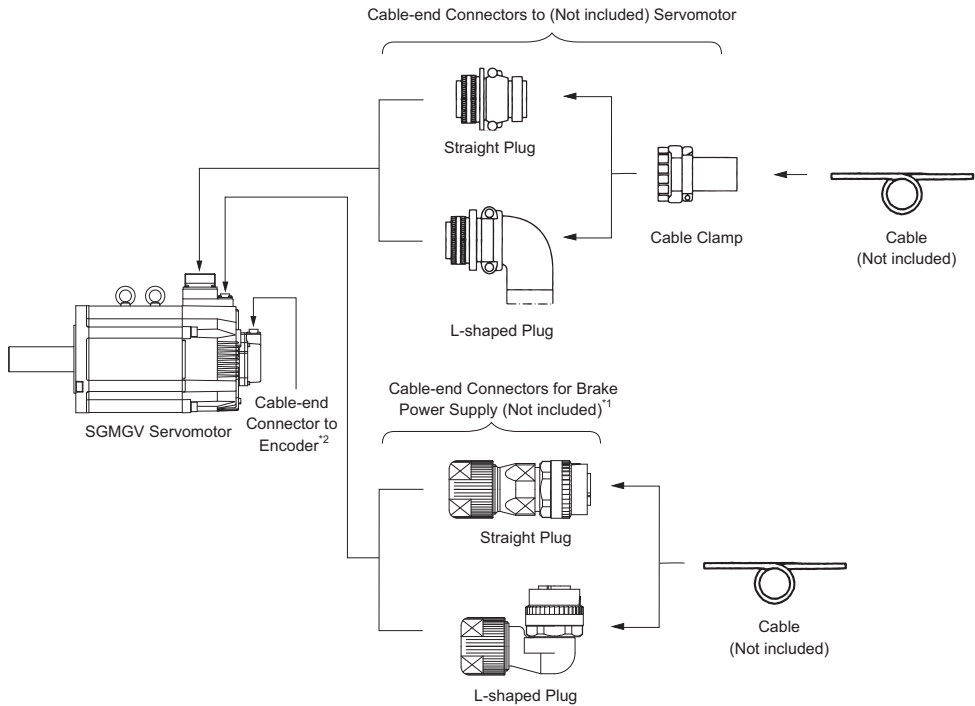 Cable-end Connectors to (Not included) Servomotor
Straight Plug
Cable Clamp
Cable
(Not included)
L-shaped Plug
SGMGV Servomotor
Cable-end
Connector to
Encoder*2
Cable-end Connectors for Brake
Power Supply (Not included)*1
Straight Plug
Cable
(Not included)
L-shaped Plug